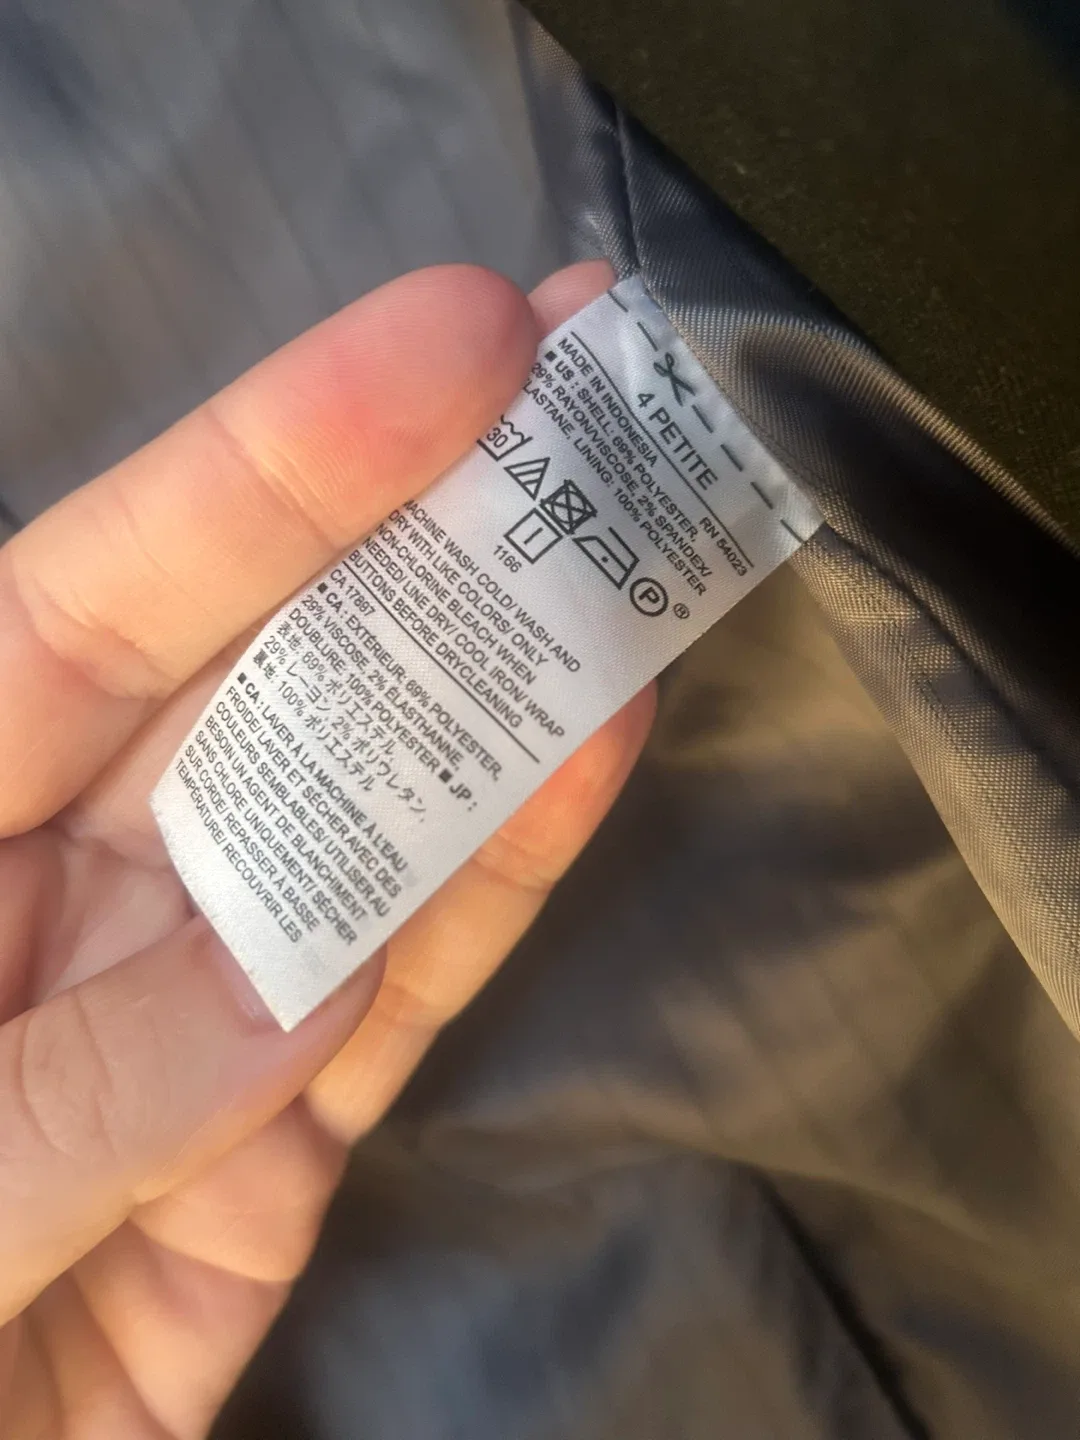 4 PETITE
RN 54023
MADE IN INDONESIA
■ US : SHELL: 69% POLYESTER,
29% RAYON/VISCOSE, 2% SPANDEX/
ELASTANE. LINING: 100% POLYESTER
30
P
®
1166
MACHINE WASH COLD/ WASH AND
DRY WITH LIKE COLORS/ ONLY
NON-CHLORINE BLEACH WHEN
NEEDED/ LINE DRY/ COOL IRON/ WRAP
BUTTONS BEFORE DRYCLEANING
CA 17897
■ CA : EXTÉRIEUR: 69% POLYESTER,
29% VISCOSE, 2% ÉLASTHANNE.
DOUBLURE: 100% POLYESTER ■ JP :
表地: 69% ポリエステル
29% レーヨン, 2% ポリウレタン.
裏地: 100% ポリエステル
■ CA : LAVER À LA MACHINE À L'EAU
FROIDE/ LAVER ET SÉCHER AVEC DES
COULEURS SEMBLABLES/ UTILISER AU
BESOIN UN AGENT DE BLANCHIMENT
SANS CHLORE UNIQUEMENT/ SÉCHER
SUR CORDE/ REPASSER À BASSE
TEMPÉRATURE/ RECOUVRIR LES